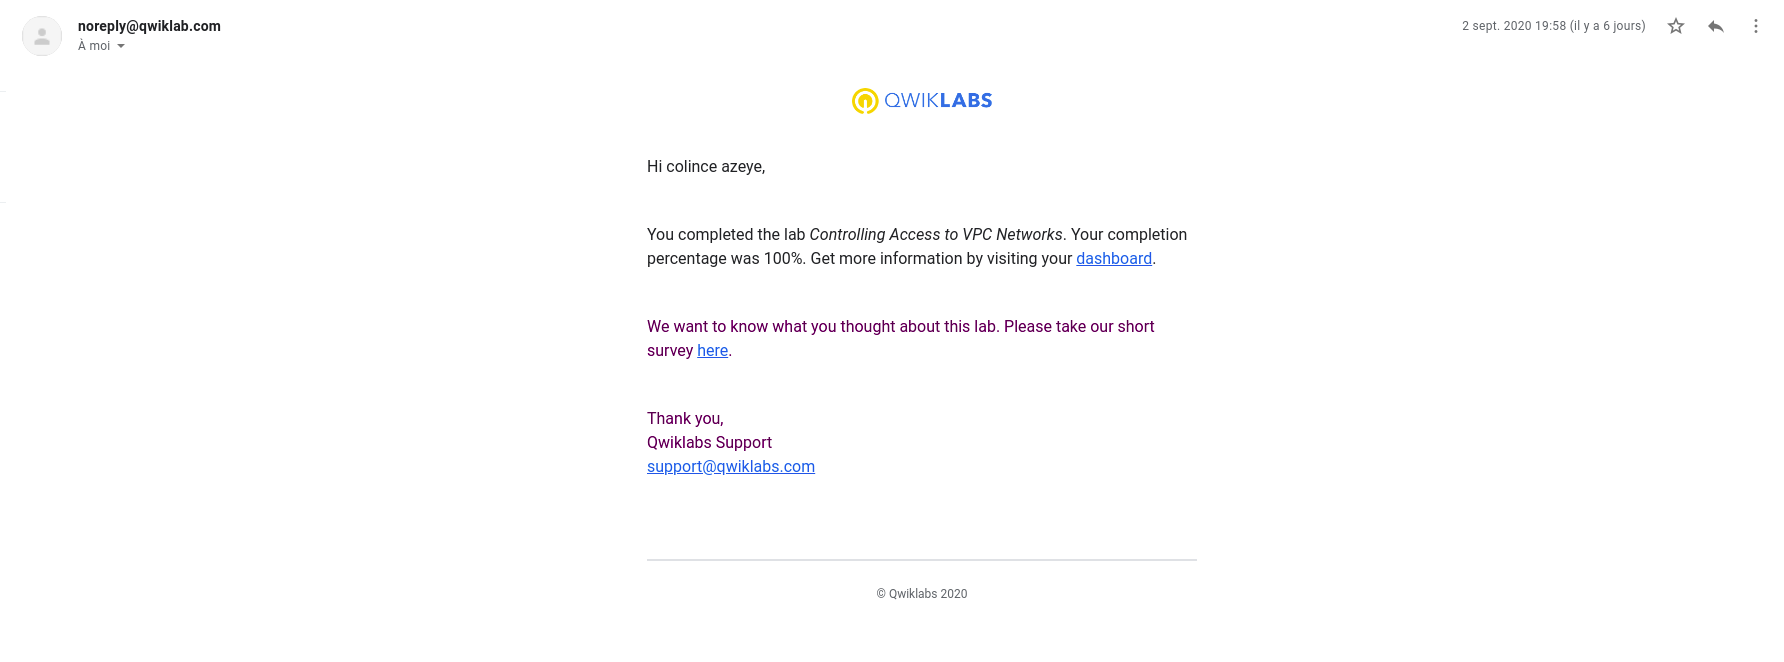 noreply@qwiklab.com
2 sept. 2020 19:58 (il y a 6 jours)
À moi
QWIKLABS
Hi colince azeye,
You completed the lab Controlling Access to VPC Networks. Your completion
percentage was 100%. Get more information by visiting your dashboard.
We want to know what you thought about this lab. Please take our short
survey here.
Thank you,
Qwiklabs Support
support@qwiklabs.com
© Qwiklabs 2020